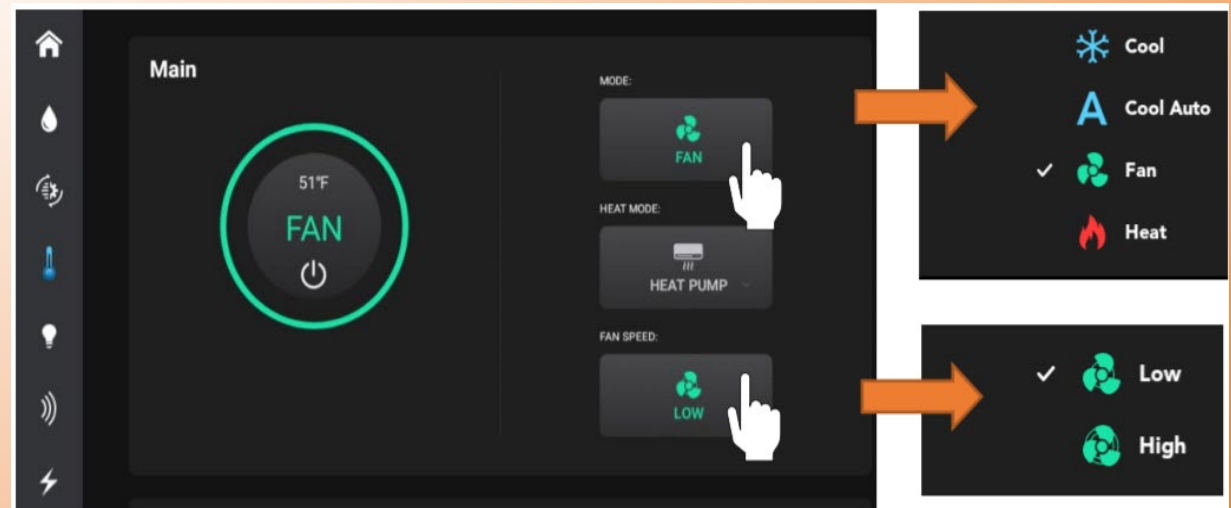 Main
51°F
FAN
MODE:
FAN
HEAT MODE:
HEAT PUMP
FAN SPEED:
LOW
Cool
A Cool Auto
Fan
Heat
Low
High